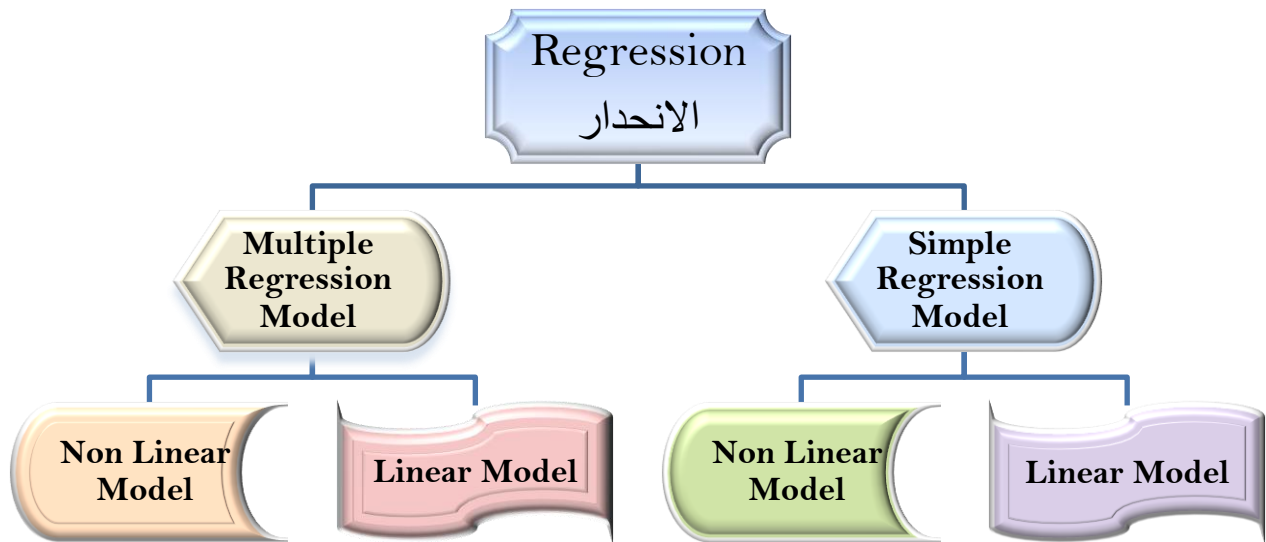 Regression
الانحدار
Multiple
Regression
Model
Simple
Regression
Model
Non Linear
Model
Linear Model
Non Linear
Model
Linear Model